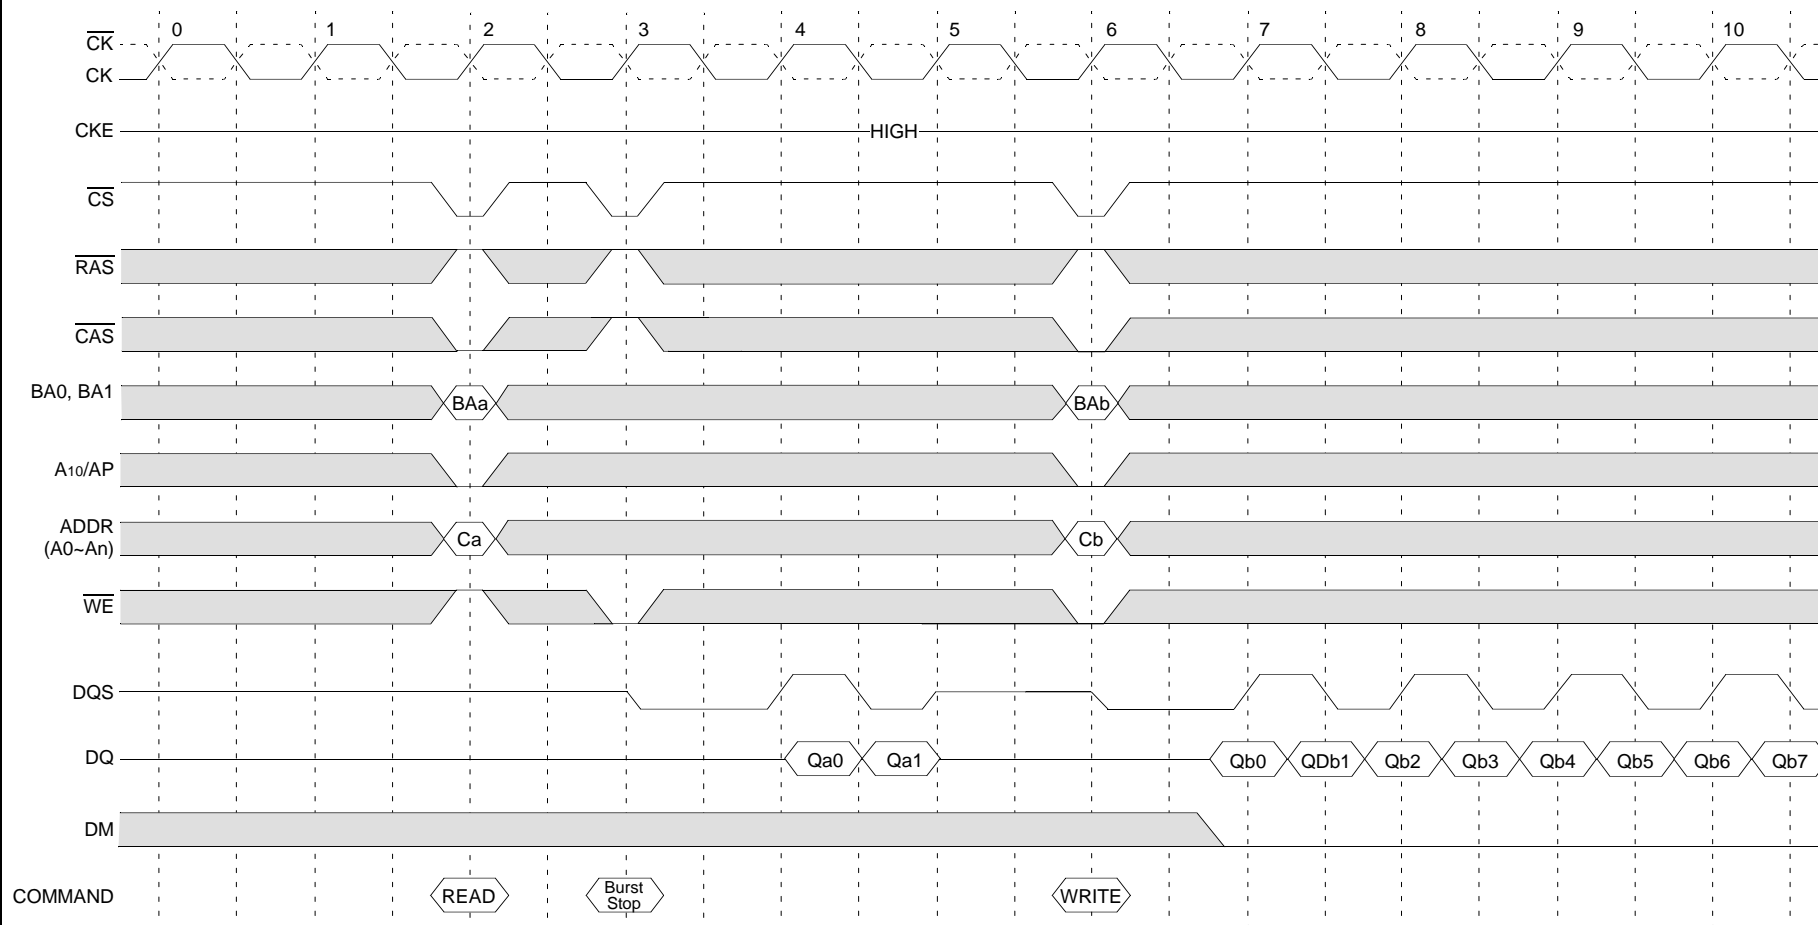 0 1 2 3 4 5 6 7 8 9 10
CK
CK
CKE HIGH
CS
RAS
CAS
BA0, BA1 BAa BAb
A10/AP
ADDR
(A0~An) Ca Cb
WE
DQS
DQ Qa0 Qa1 Qb0 QDb1 Qb2 Qb3 Qb4 Qb5 Qb6 Qb7
DM
COMMAND READ Burst Stop WRITE